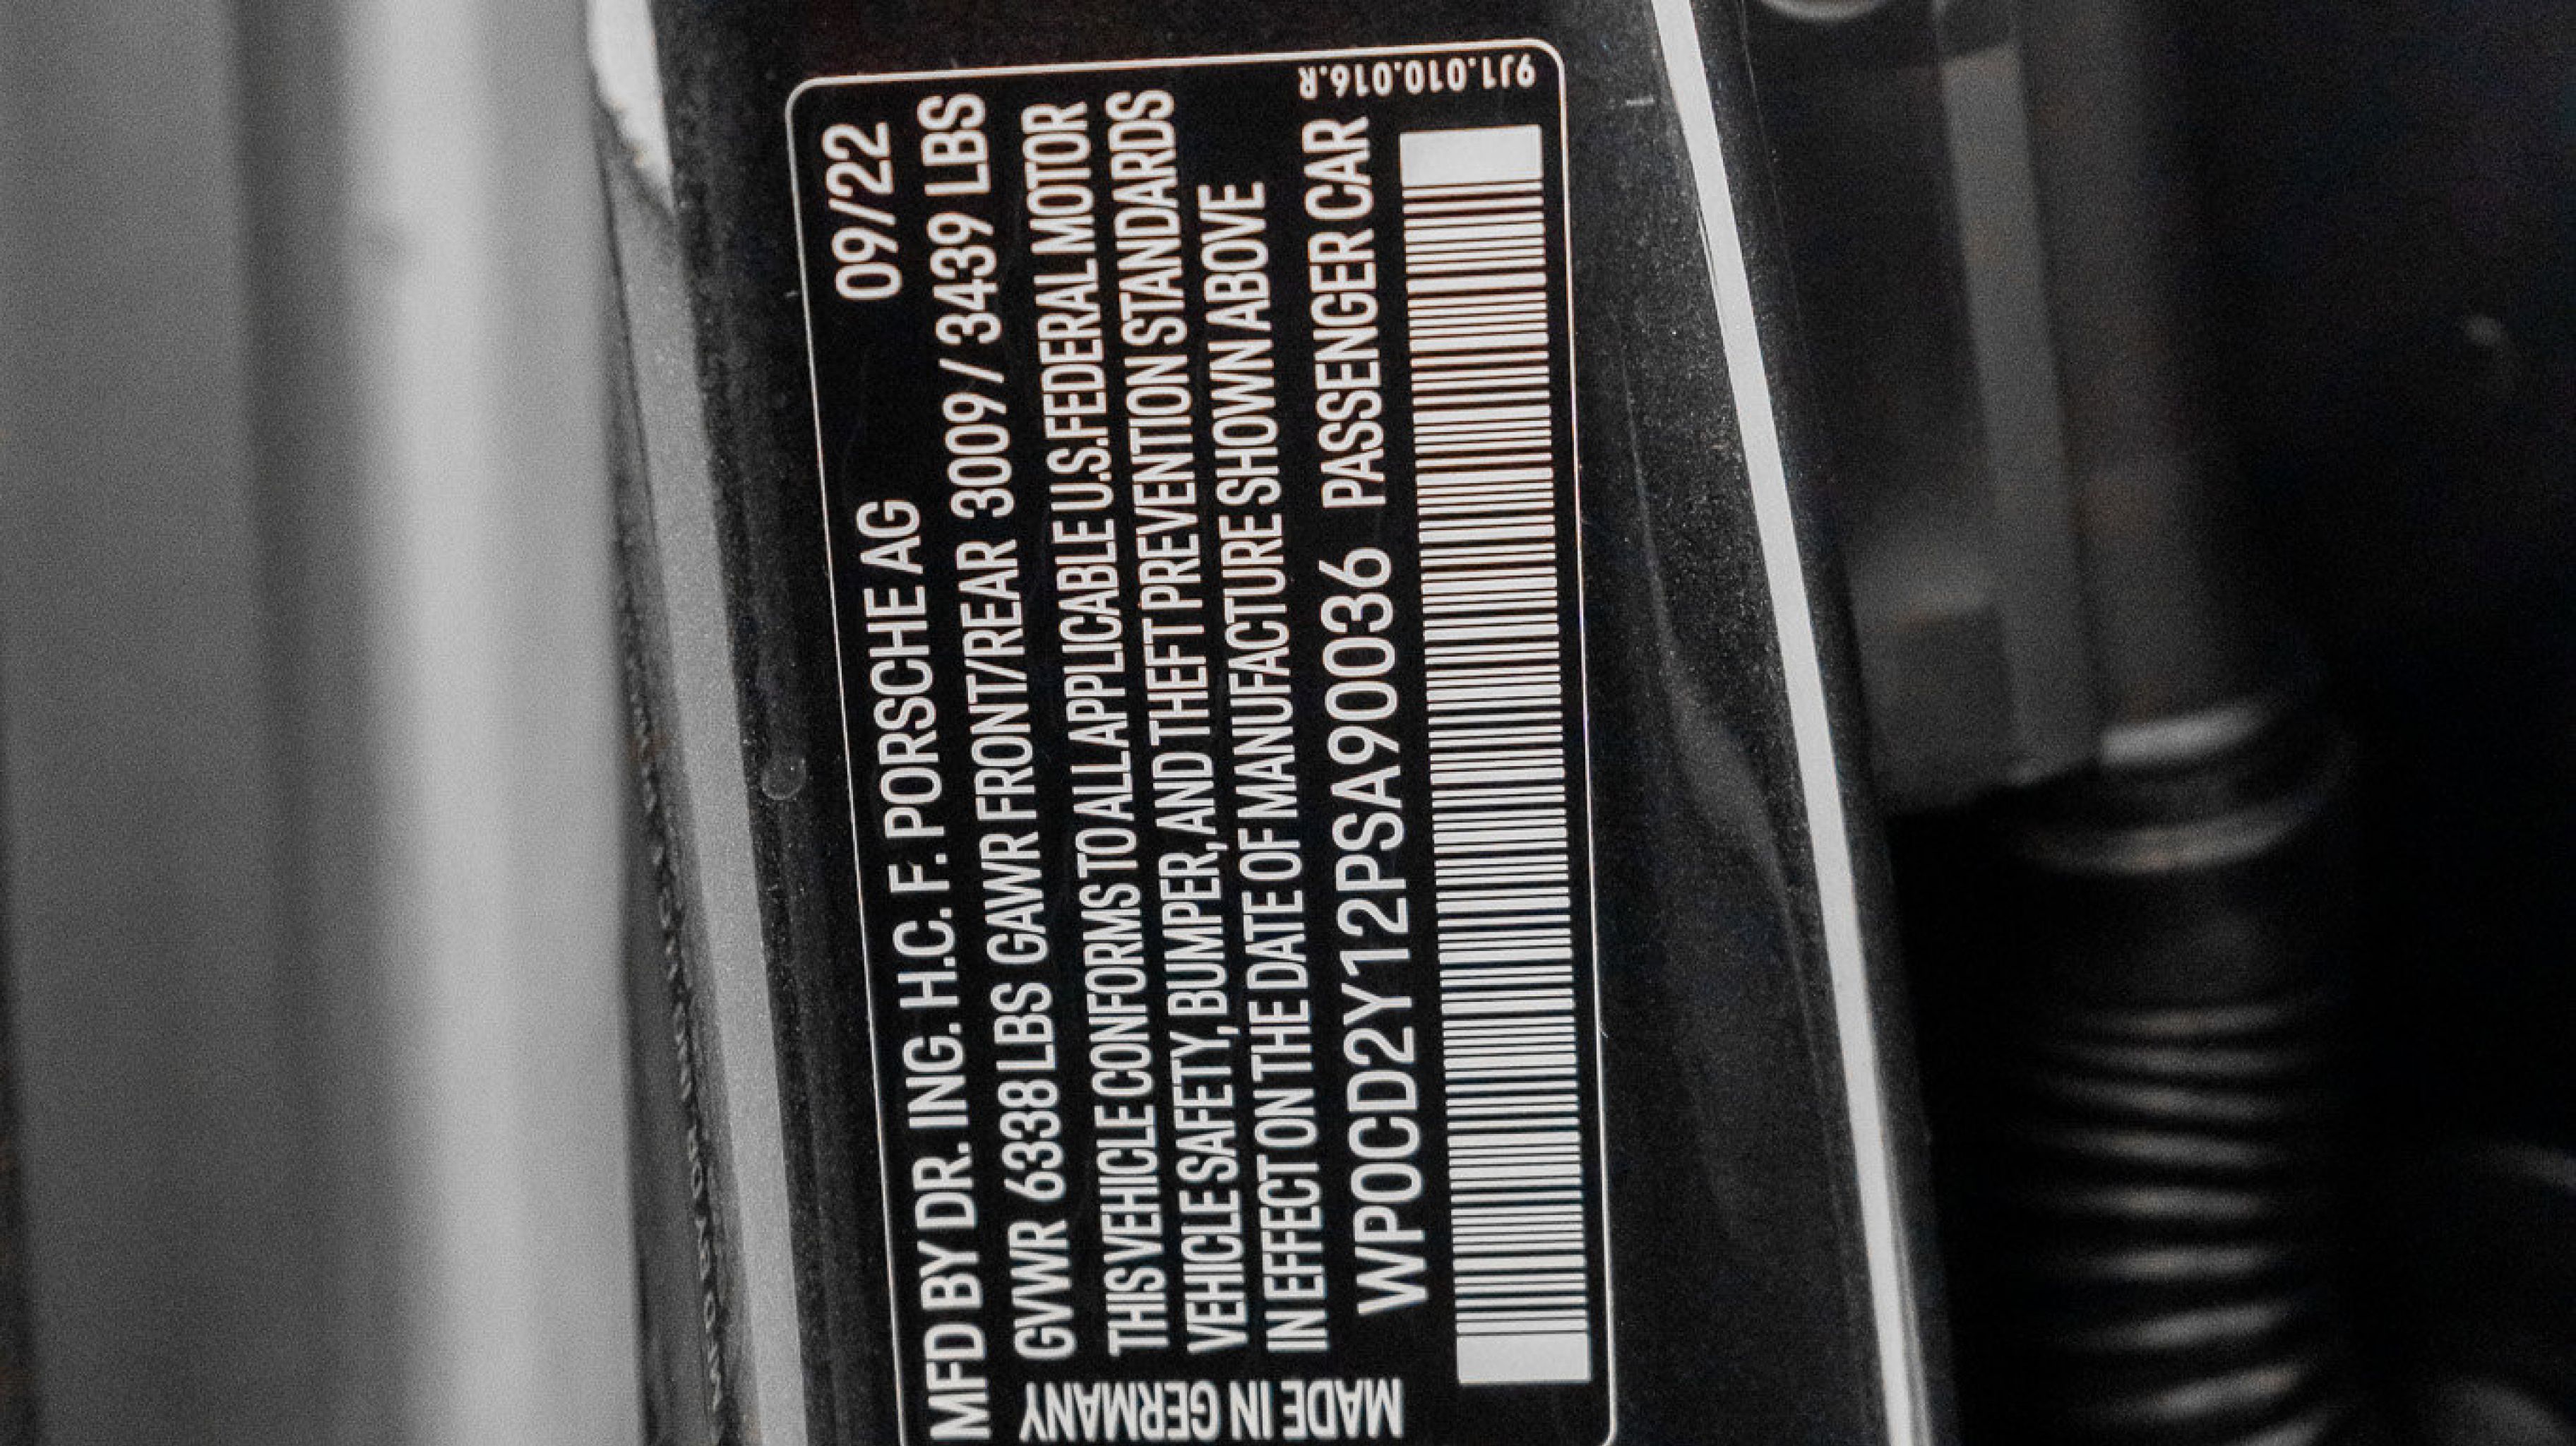 MFD BY DR. ING. H.C. F. PORSCHE AG 09/22
GVWR 6338 LBS GAWR FRONT/REAR 3009 / 3439 LBS
THIS VEHICLE CONFORMS TO ALL APPLICABLE U.S. FEDERAL MOTOR
VEHICLE SAFETY, BUMPER, AND THEFT PREVENTION STANDARDS
IN EFFECT ON THE DATE OF MANUFACTURE SHOWN ABOVE
WP0CD2Y12PSA90036 PASSENGER CAR
MADE IN GERMANY
9J1.010.016.R